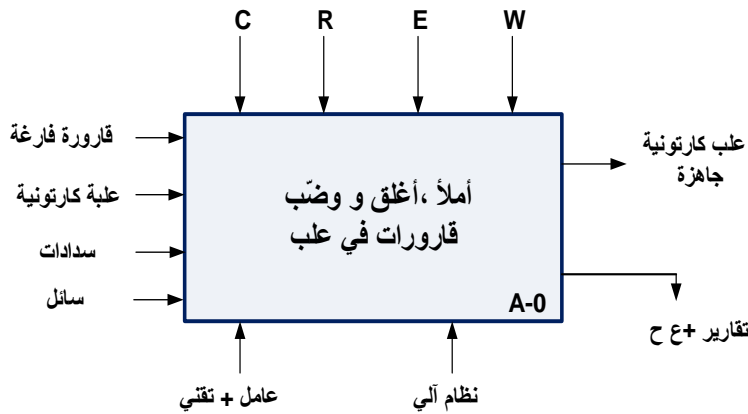 C R E W
قارورة فارغة
علبة كارتونية
سدادات
سائل
أملأ ،أغلق و وضّب
قارورات في علب
A-0
علب كارتونية
جاهزة
تقارير +ع ح
عامل + تقني
نظام آلي